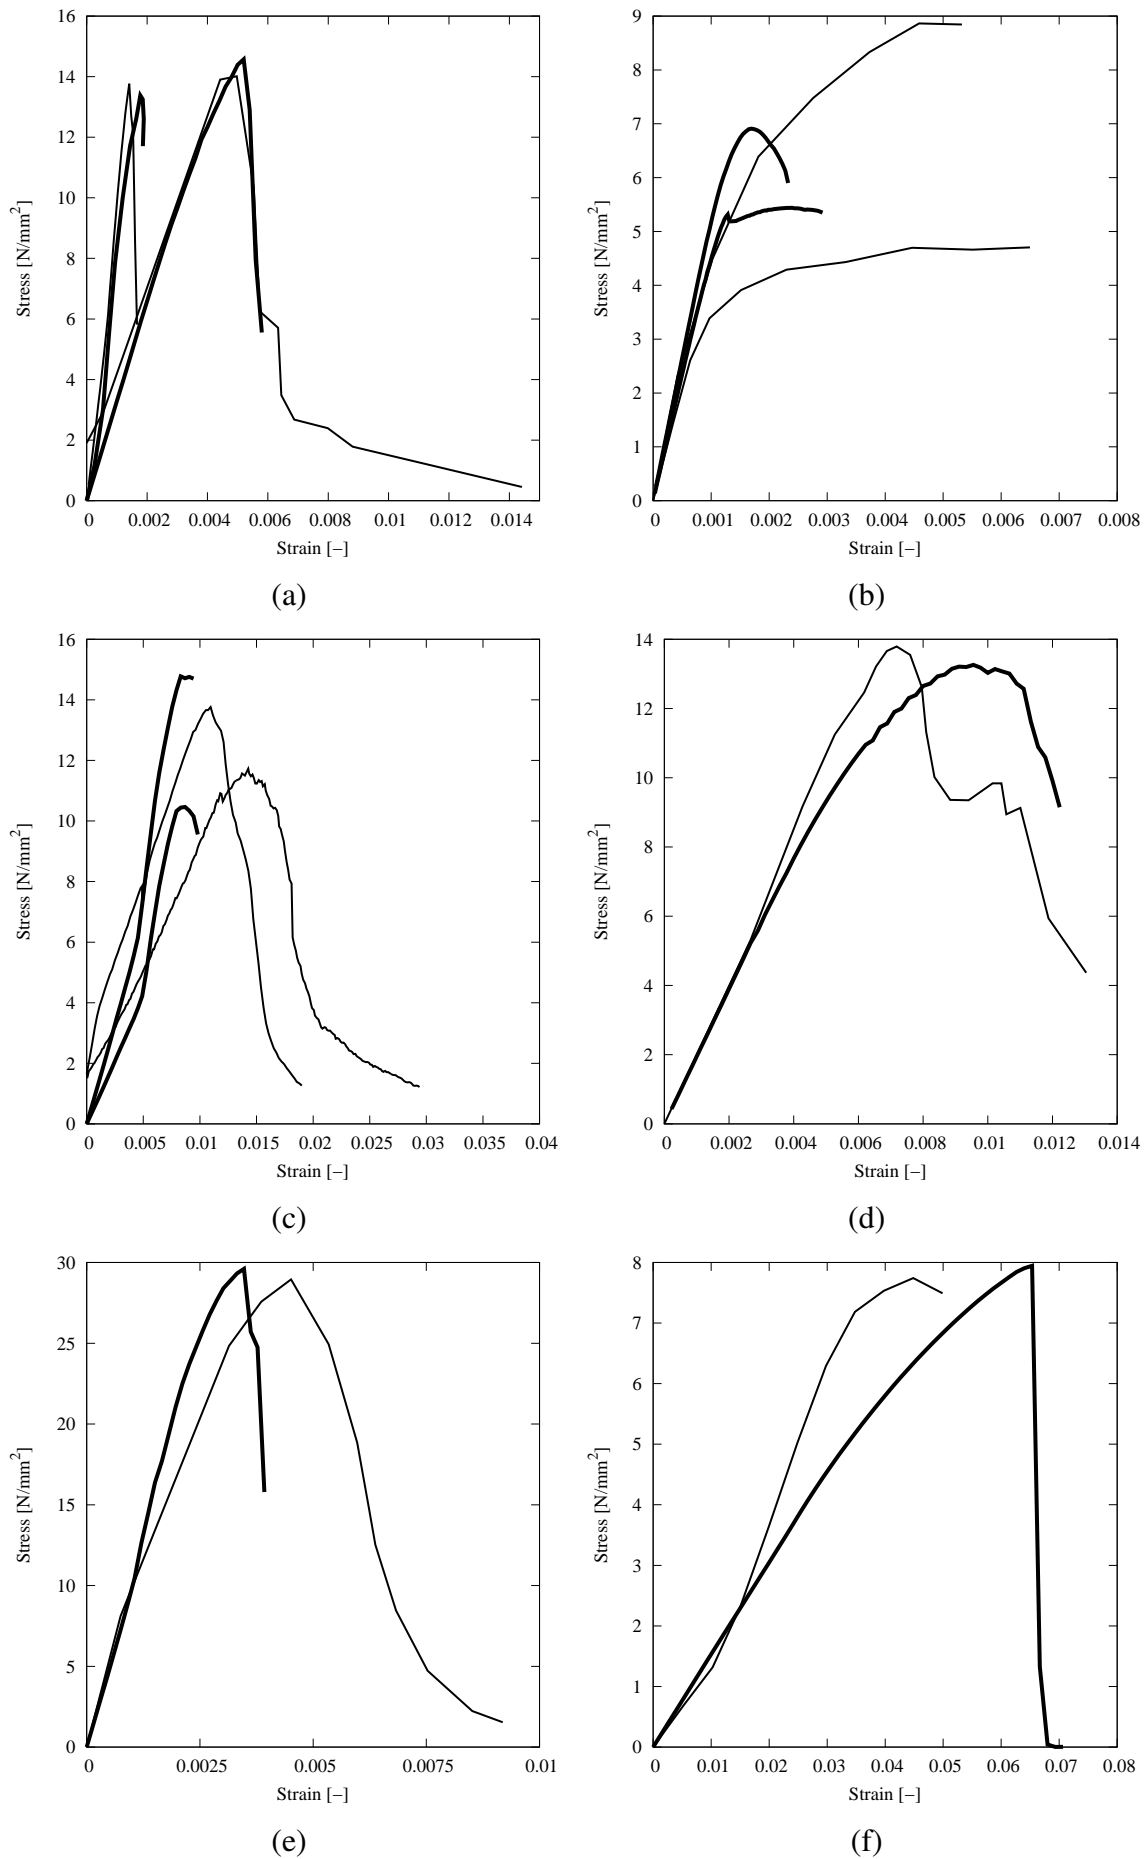 16
14
12
10
8
6
4
2
0
Stress [N/mm²]
0 0.002 0.004 0.006 0.008 0.01 0.012 0.014
Strain [–]
(a)
9
8
7
6
5
4
3
2
1
0
Stress [N/mm²]
0 0.001 0.002 0.003 0.004 0.005 0.006 0.007 0.008
Strain [–]
(b)
16
14
12
10
8
6
4
2
0
Stress [N/mm²]
0 0.005 0.01 0.015 0.02 0.025 0.03 0.035 0.04
Strain [–]
(c)
14
12
10
8
6
4
2
0
Stress [N/mm²]
0 0.002 0.004 0.006 0.008 0.01 0.012 0.014
Strain [–]
(d)
30
25
20
15
10
5
0
Stress [N/mm²]
0 0.0025 0.005 0.0075 0.01
Strain [–]
(e)
8
7
6
5
4
3
2
1
0
Stress [N/mm²]
0 0.01 0.02 0.03 0.04 0.05 0.06 0.07 0.08
Strain [–]
(f)